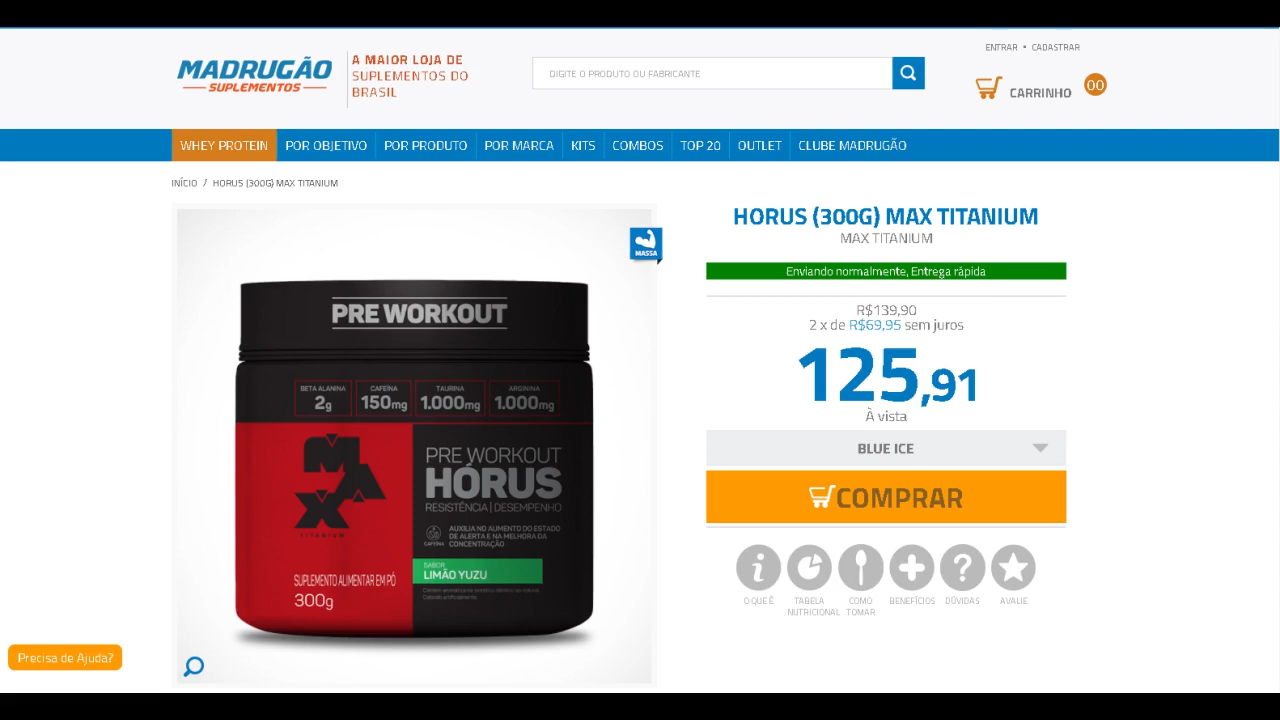 ENTRAR • CADASTRAR
MADRUGÃO
SUPLEMENTOS
A MAIOR LOJA DE
SUPLEMENTOS DO
BRASIL
DIGITE O PRODUTO OU FABRICANTE
CARRINHO
00
WHEY PROTEIN POR OBJETIVO POR PRODUTO POR MARCA KITS COMBOS TOP 20 OUTLET CLUBE MADRUGÃO
INÍCIO / HORUS (300G) MAX TITANIUM
MASSA
PRE WORKOUT
BETA ALANINA CAFEÍNA TAURINA ARGININA
2g 150mg 1.000mg 1.000mg
MAX
TITANIUM
PRE WORKOUT
HÓRUS
RESISTÊNCIA | DESEMPENHO
CAFEÍNA
AUXILIA NO AUMENTO DO ESTADO
DE ALERTA E NA MELHORA DA
CONCENTRAÇÃO
SABOR
LIMÃO YUZU
SUPLEMENTO ALIMENTAR EM PÓ
300g
HORUS (300G) MAX TITANIUM
MAX TITANIUM
Enviando normalmente, Entrega rápida
R$139,90
2 x de R$69,95 sem juros
125,91
À vista
BLUE ICE
COMPRAR
O QUE É
TABELA
NUTRICIONAL
COMO
TOMAR
BENEFÍCIOS
DÚVIDAS
AVALIE
Precisa de Ajuda?